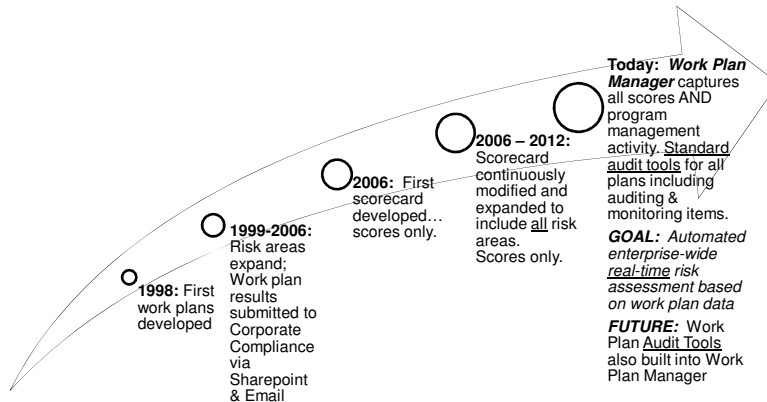 1998: First
work plans
developed
1999-2006:
Risk areas
expand;
Work plan
results
submitted to
Corporate
Compliance
via
Sharepoint
& Email
2006: First
scorecard
developed…
scores only.
2006 – 2012:
Scorecard
continuously
modified and
expanded to
include all risk
areas.
Scores only.
Today: Work Plan
Manager captures
all scores AND
program
management
activity. Standard
audit tools for all
plans including
auditing &
monitoring items.
GOAL: Automated
enterprise-wide
real-time risk
assessment based
on work plan data
FUTURE: Work
Plan Audit Tools
also built into Work
Plan Manager